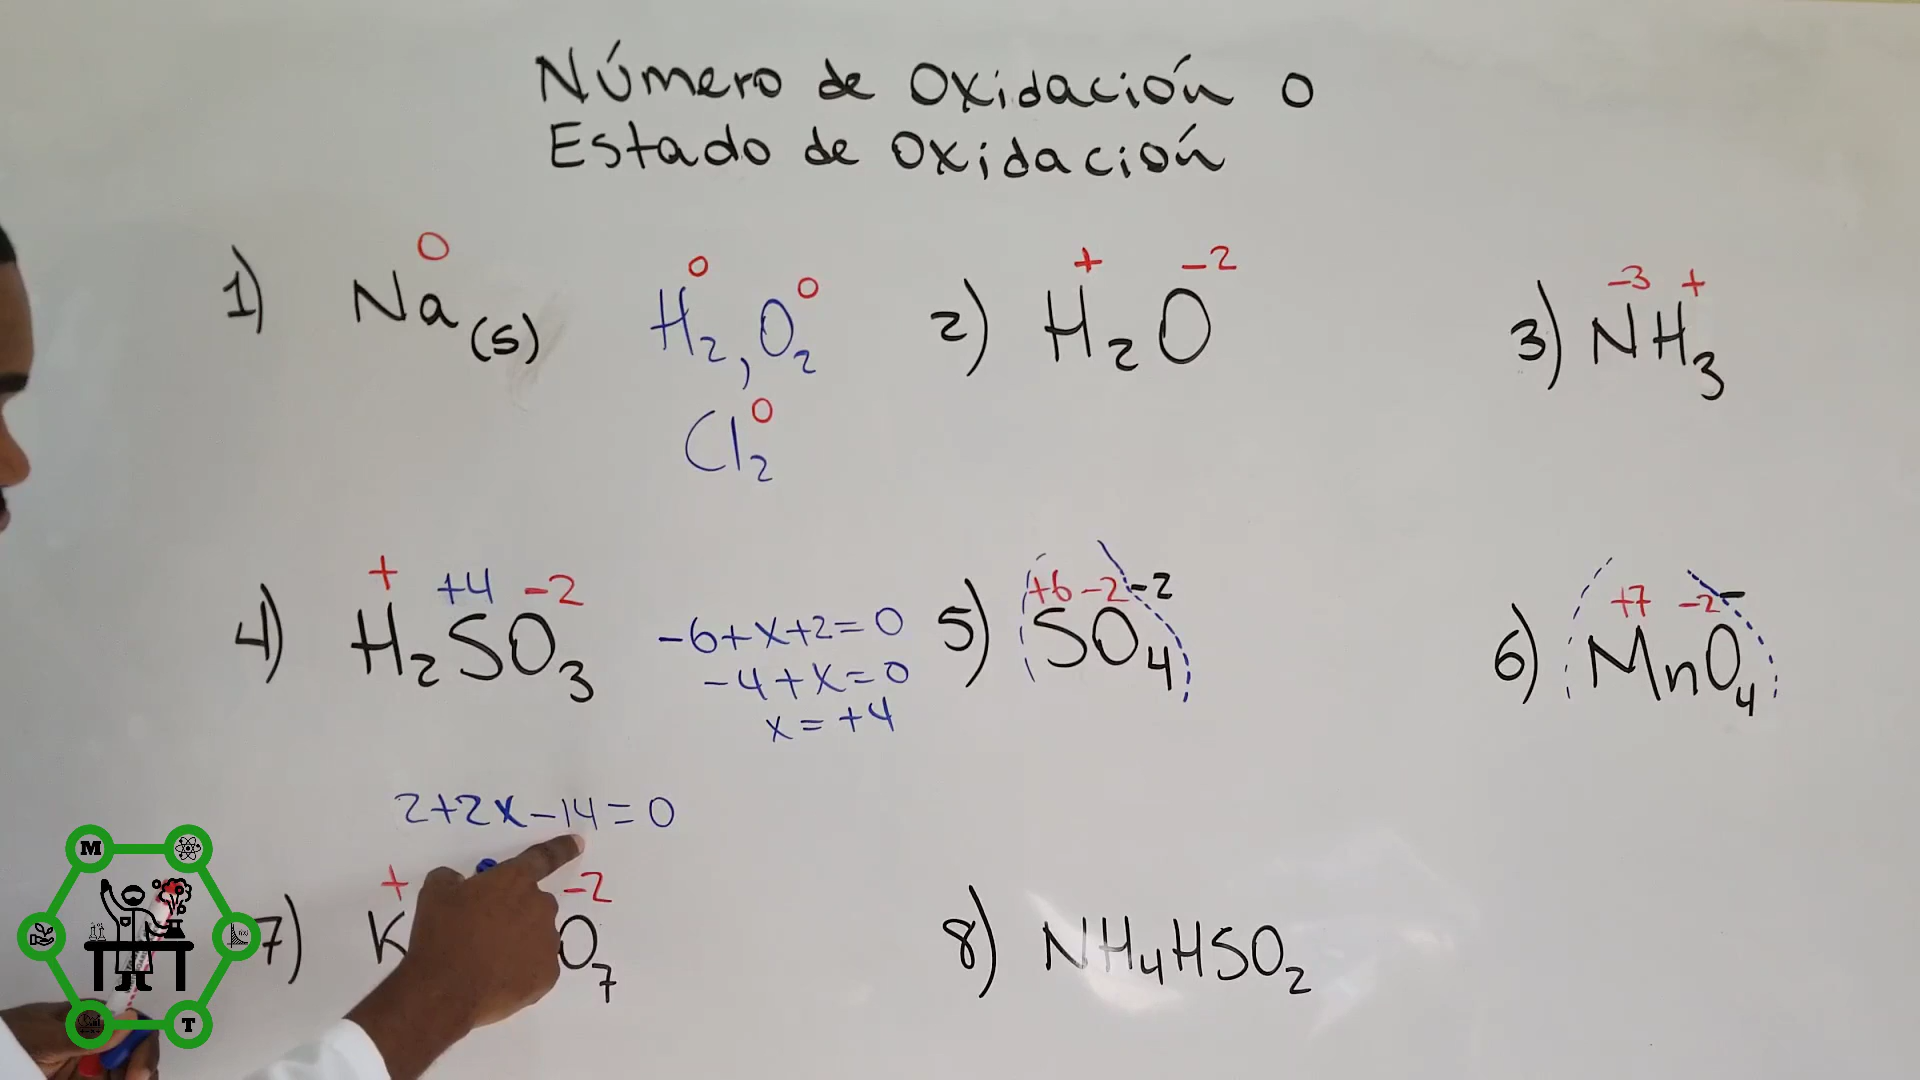 Número de Oxidación o
Estado de Oxidación
0
1) Na(s)
0 0
H2, O2
0
Cl2
+ -2
2) H2O
-3 +
3) NH3
+ +4 -2
4) H2SO3
-6+x+2=0
-4+x=0
x=+4
+6 -2 -2
5) SO4
+7 -2 -
6) MnO4
2+2x-14=0
+ -2
7) K O7
8) NH4HSO2
M
f(x)
T